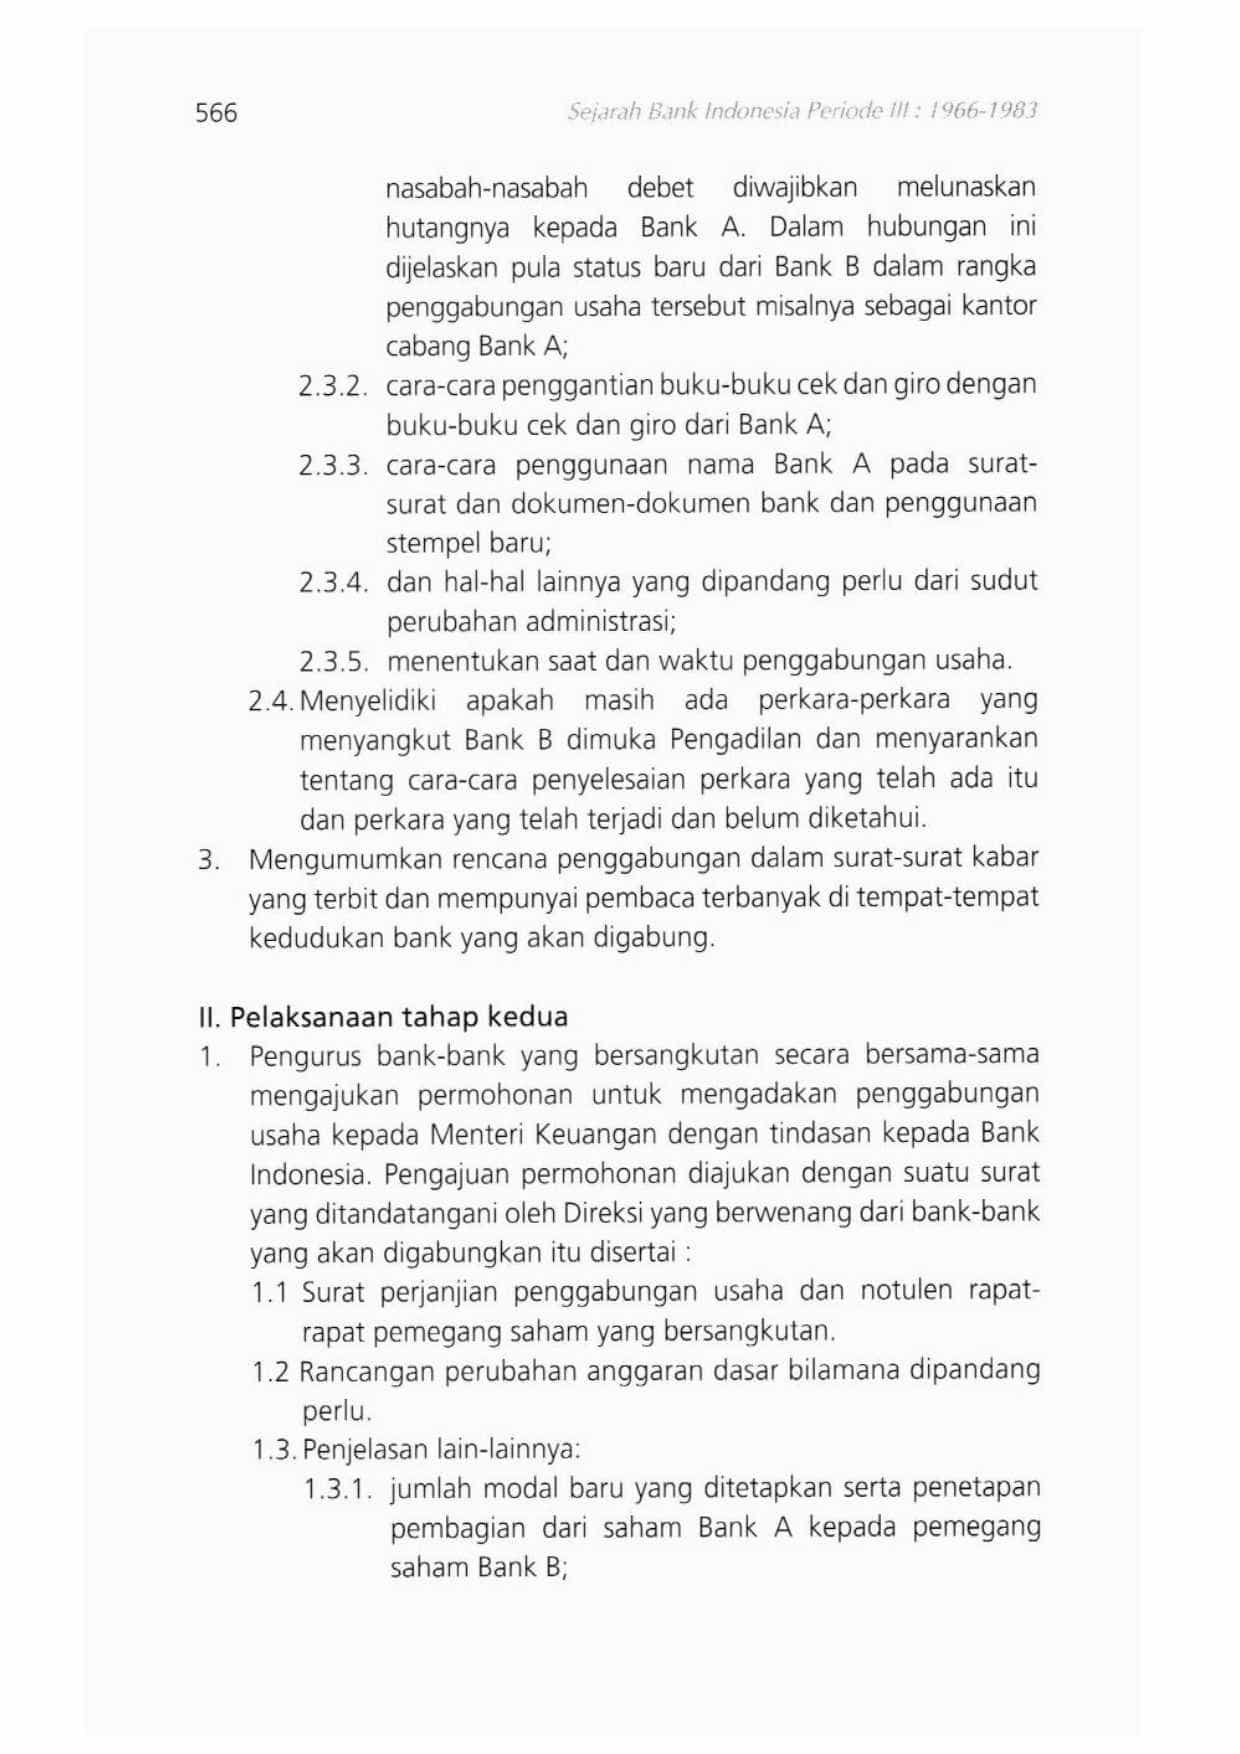 566
Sejarah Bank Indonesia Periode III : 1966-1983
nasabah-nasabah debet diwajibkan melunaskan
hutangnya kepada Bank A. Dalam hubungan ini
dijelaskan pula status baru dari Bank B dalam rangka
penggabungan usaha tersebut misalnya sebagai kantor
cabang Bank A;
2.3.2. cara-cara penggantian buku-buku cek dan giro dengan
buku-buku cek dan giro dari Bank A;
2.3.3. cara-cara penggunaan nama Bank A pada surat-
surat dan dokumen-dokumen bank dan penggunaan
stempel baru;
2.3.4. dan hal-hal lainnya yang dipandang perlu dari sudut
perubahan administrasi;
2.3.5. menentukan saat dan waktu penggabungan usaha.
2.4. Menyelidiki apakah masih ada perkara-perkara yang
menyangkut Bank B dimuka Pengadilan dan menyarankan
tentang cara-cara penyelesaian perkara yang telah ada itu
dan perkara yang telah terjadi dan belum diketahui.
3. Mengumumkan rencana penggabungan dalam surat-surat kabar
yang terbit dan mempunyai pembaca terbanyak di tempat-tempat
kedudukan bank yang akan digabung.
II. Pelaksanaan tahap kedua
1. Pengurus bank-bank yang bersangkutan secara bersama-sama
mengajukan permohonan untuk mengadakan penggabungan
usaha kepada Menteri Keuangan dengan tindasan kepada Bank
Indonesia. Pengajuan permohonan diajukan dengan suatu surat
yang ditandatangani oleh Direksi yang berwenang dari bank-bank
yang akan digabungkan itu disertai :
1.1 Surat perjanjian penggabungan usaha dan notulen rapat-
rapat pemegang saham yang bersangkutan.
1.2 Rancangan perubahan anggaran dasar bilamana dipandang
perlu.
1.3. Penjelasan lain-lainnya:
1.3.1. jumlah modal baru yang ditetapkan serta penetapan
pembagian dari saham Bank A kepada pemegang
saham Bank B;